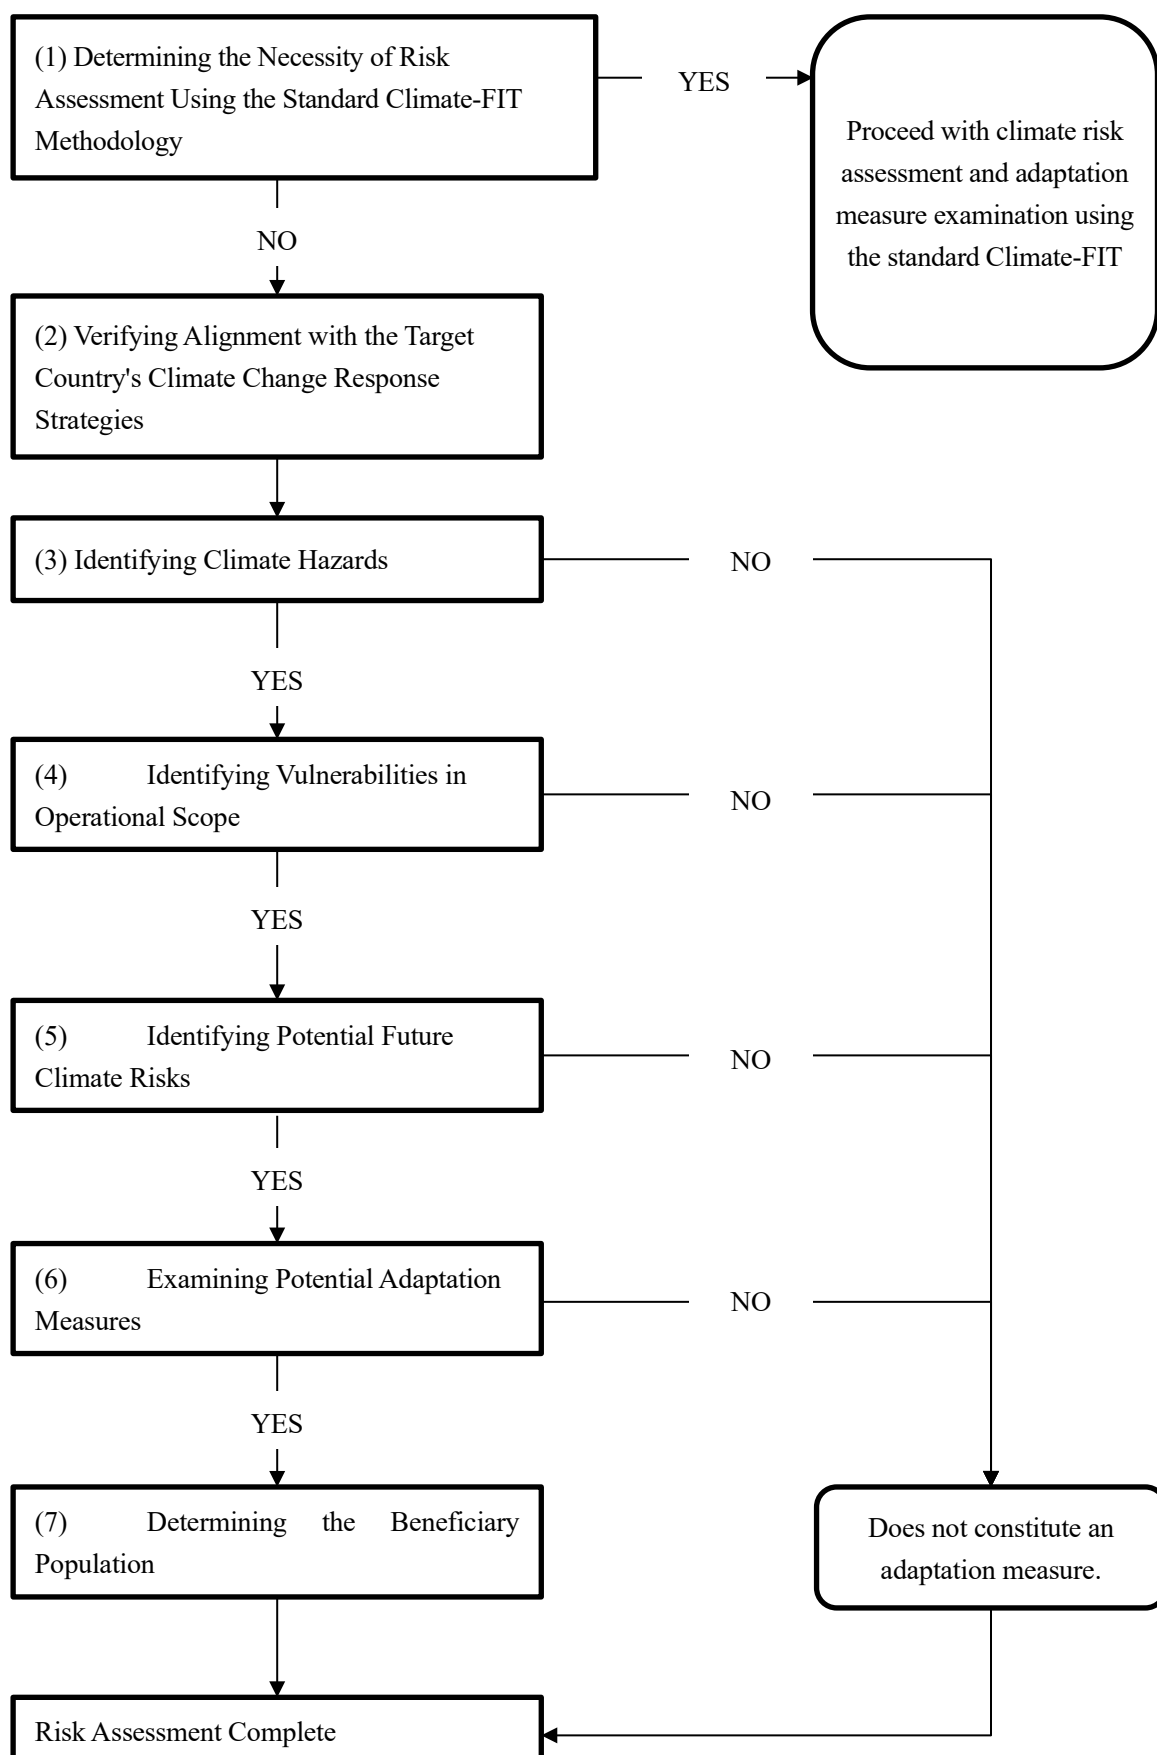 (1) Determining the Necessity of Risk
Assessment Using the Standard Climate-FIT
Methodology
YES
Proceed with climate risk
assessment and adaptation
measure examination using
the standard Climate-FIT
NO
(2) Verifying Alignment with the Target
Country's Climate Change Response
Strategies
(3) Identifying Climate Hazards
NO
YES
(4) Identifying Vulnerabilities in
Operational Scope
NO
YES
(5) Identifying Potential Future
Climate Risks
NO
YES
(6) Examining Potential Adaptation
Measures
NO
YES
(7) Determining the Beneficiary
Population
Does not constitute an
adaptation measure.
Risk Assessment Complete